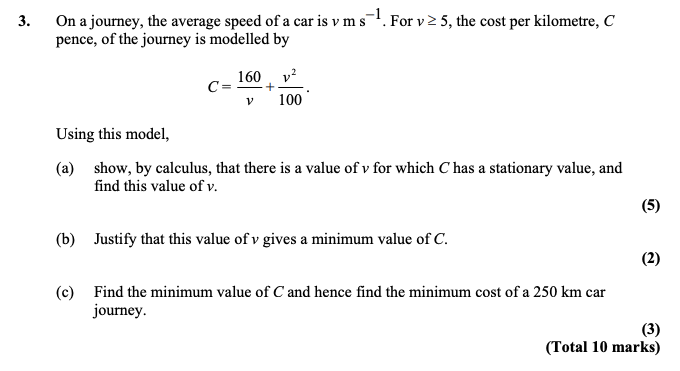 3. On a journey, the average speed of a car is v m s⁻¹. For v ≥ 5, the cost per kilometre, C
pence, of the journey is modelled by
C = 160/v + v²/100.
Using this model,
(a) show, by calculus, that there is a value of v for which C has a stationary value, and
find this value of v.
(5)
(b) Justify that this value of v gives a minimum value of C.
(2)
(c) Find the minimum value of C and hence find the minimum cost of a 250 km car
journey.
(3)
(Total 10 marks)